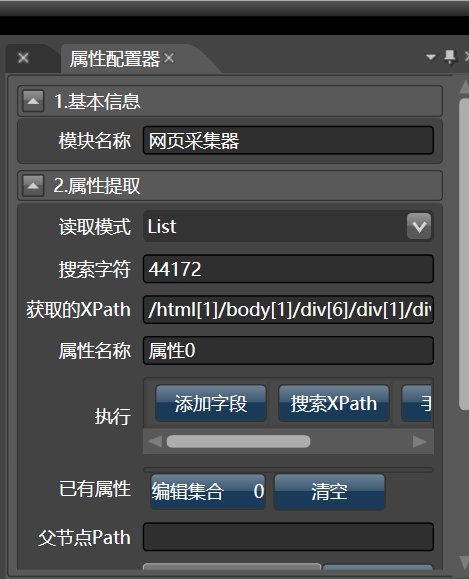 属性配置器
1.基本信息
模块名称 网页采集器
2.属性提取
读取模式 List
搜索字符 44172
获取的XPath /html[1]/body[1]/div[6]/div[1]/div
属性名称 属性0
执行 添加字段 搜索XPath
已有属性 编辑集合 0 清空
父节点Path